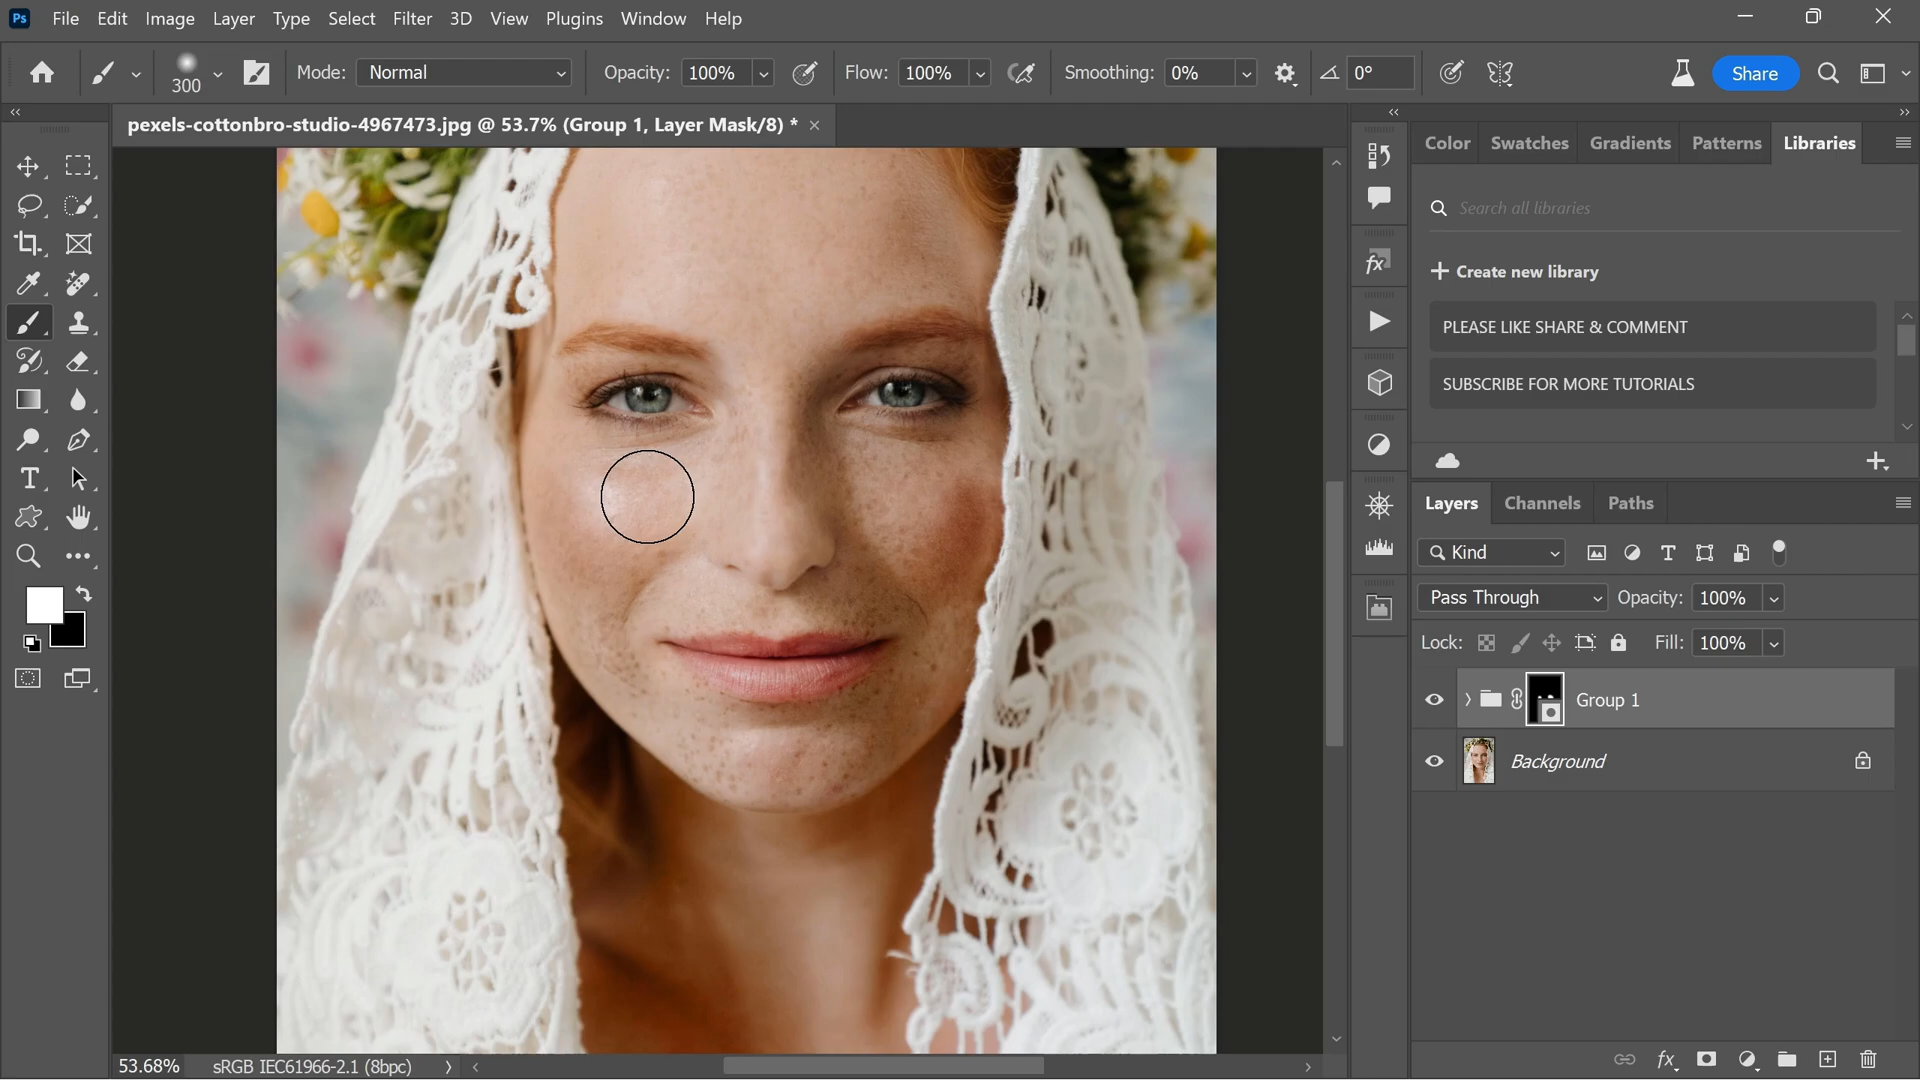 Ps File Edit Image Layer Type Select Filter 3D View Plugins Window Help
300 Mode: Normal Opacity: 100% Flow: 100% Smoothing: 0% 0° Share
pexels-cottonbro-studio-4967473.jpg @ 53.7% (Group 1, Layer Mask/8) *
Color Swatches Gradients Patterns Libraries
Search all libraries
Create new library
PLEASE LIKE SHARE & COMMENT
SUBSCRIBE FOR MORE TUTORIALS
Layers Channels Paths
Kind
Pass Through Opacity: 100%
Lock: Fill: 100%
Group 1
Background
53.68% sRGB IEC61966-2.1 (8bpc)